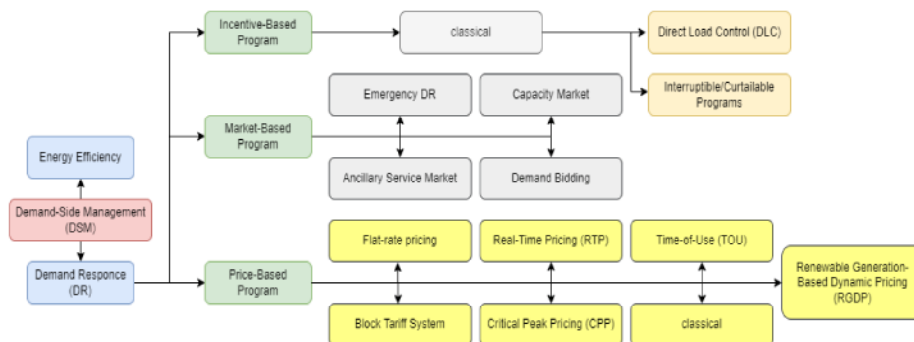 Incentive-Based
Program
classical
Direct Load Control (DLC)
Interruptible/Curtailable
Programs
Emergency DR
Capacity Market
Market-Based
Program
Ancillary Service Market
Demand Bidding
Energy Efficiency
Demand-Side Management
(DSM)
Demand Responce
(DR)
Price-Based
Program
Flat-rate pricing
Real-Time Pricing (RTP)
Time-of-Use (TOU)
Renewable Generation-
Based Dynamic Pricing
(RGDP)
Block Tariff System
Critical Peak Pricing (CPP)
classical